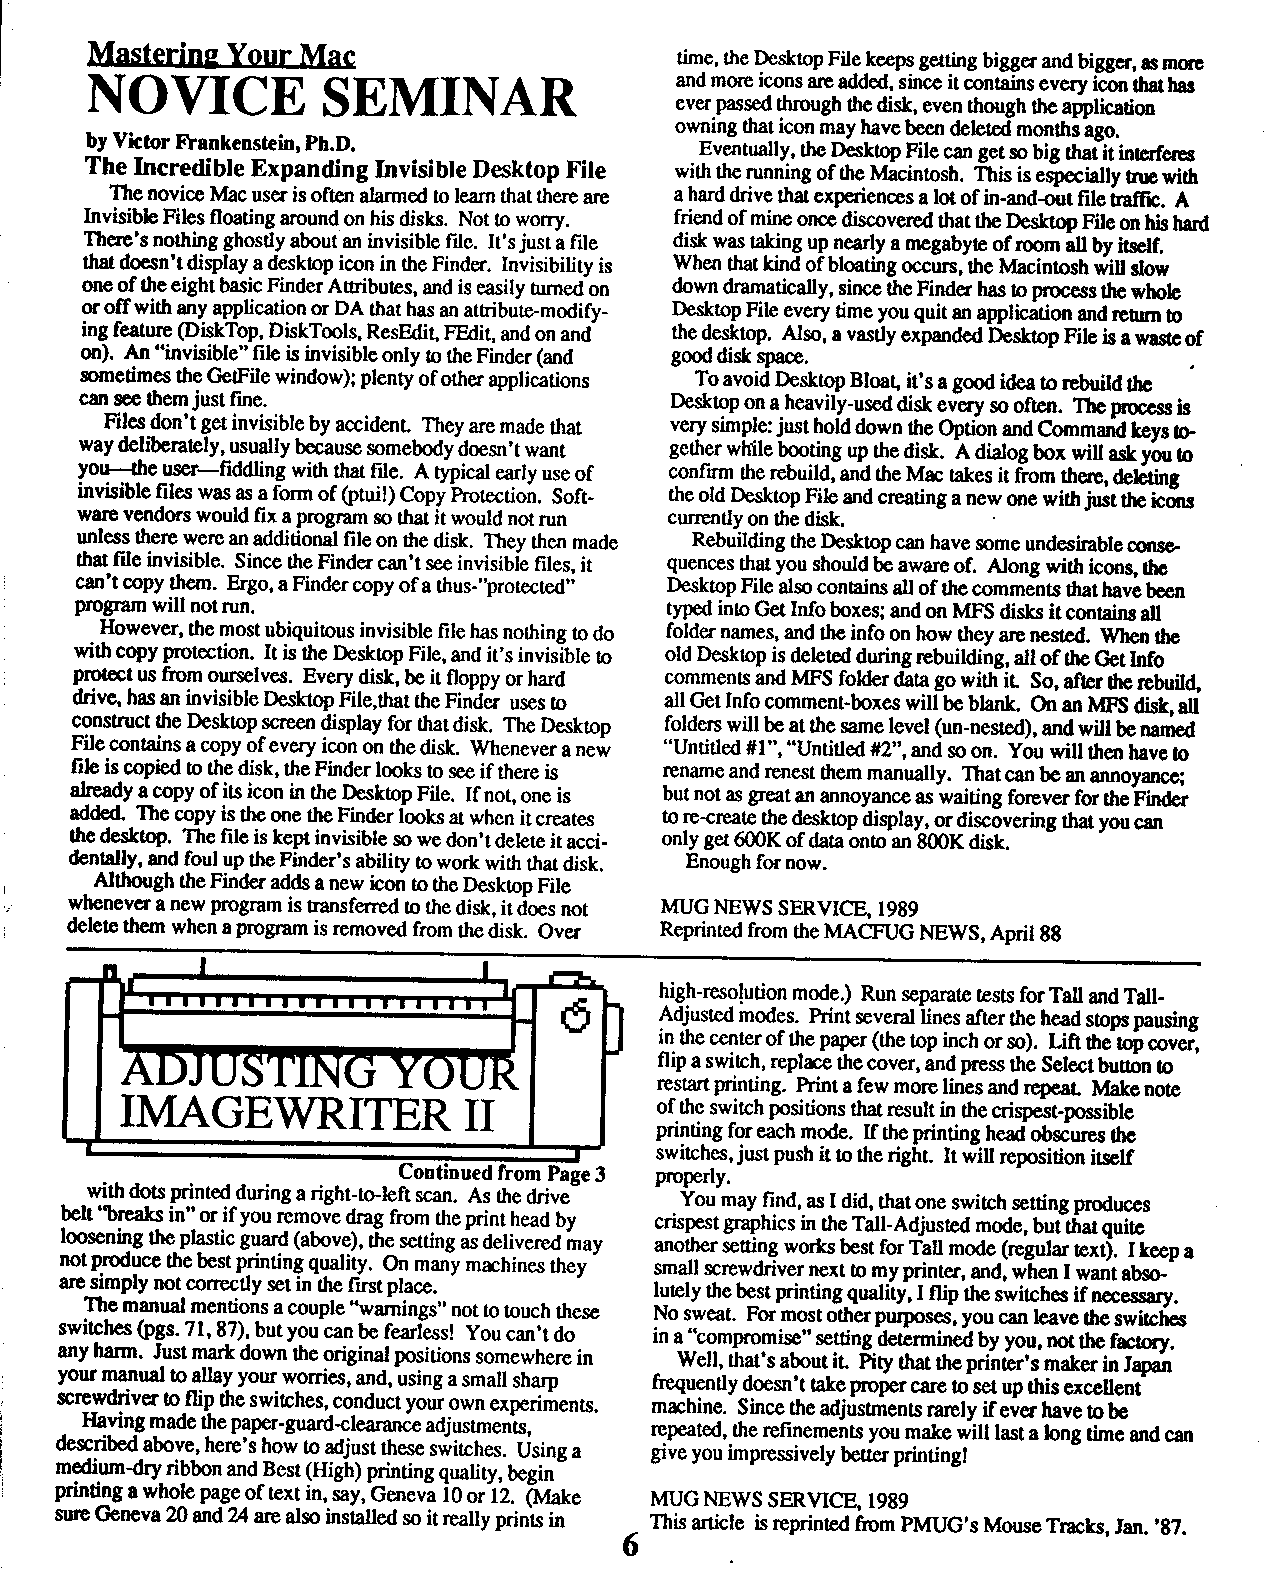 Mastering Your Mac
NOVICE SEMINAR
by Victor Frankenstein, Ph.D.
The Incredible Expanding Invisible Desktop File
The novice Mac user is often alarmed to learn that there are
Invisible Files floating around on his disks. Not to worry.
There's nothing ghostly about an invisible file. It's just a file
that doesn't display a desktop icon in the Finder. Invisibility is
one of the eight basic Finder Attributes, and is easily turned on
or off with any application or DA that has an attribute-modify-
ing feature (DiskTop, DiskTools, ResEdit, FEdit, and on and
on). An "invisible" file is invisible only to the Finder (and
sometimes the GetFile window); plenty of other applications
can see them just fine.
Files don't get invisible by accident. They are made that
way deliberately, usually because somebody doesn't want
you—the user—fiddling with that file. A typical early use of
invisible files was as a form of (ptui!) Copy Protection. Soft-
ware vendors would fix a program so that it would not run
unless there were an additional file on the disk. They then made
that file invisible. Since the Finder can't see invisible files, it
can't copy them. Ergo, a Finder copy of a thus-"protected"
program will not run.
However, the most ubiquitous invisible file has nothing to do
with copy protection. It is the Desktop File, and it's invisible to
protect us from ourselves. Every disk, be it floppy or hard
drive, has an invisible Desktop File,that the Finder uses to
construct the Desktop screen display for that disk. The Desktop
File contains a copy of every icon on the disk. Whenever a new
file is copied to the disk, the Finder looks to see if there is
already a copy of its icon in the Desktop File. If not, one is
added. The copy is the one the Finder looks at when it creates
the desktop. The file is kept invisible so we don't delete it acci-
dentally, and foul up the Finder's ability to work with that disk.
Although the Finder adds a new icon to the Desktop File
whenever a new program is transferred to the disk, it does not
delete them when a program is removed from the disk. Over
time, the Desktop File keeps getting bigger and bigger, as more
and more icons are added, since it contains every icon that has
ever passed through the disk, even though the application
owning that icon may have been deleted months ago.
Eventually, the Desktop File can get so big that it interferes
with the running of the Macintosh. This is especially true with
a hard drive that experiences a lot of in-and-out file traffic. A
friend of mine once discovered that the Desktop File on his hard
disk was taking up nearly a megabyte of room all by itself.
When that kind of bloating occurs, the Macintosh will slow
down dramatically, since the Finder has to process the whole
Desktop File every time you quit an application and return to
the desktop. Also, a vastly expanded Desktop File is a waste of
good disk space.
To avoid Desktop Bloat, it's a good idea to rebuild the
Desktop on a heavily-used disk every so often. The process is
very simple: just hold down the Option and Command keys to-
gether while booting up the disk. A dialog box will ask you to
confirm the rebuild, and the Mac takes it from there, deleting
the old Desktop File and creating a new one with just the icons
currently on the disk.
Rebuilding the Desktop can have some undesirable conse-
quences that you should be aware of. Along with icons, the
Desktop File also contains all of the comments that have been
typed into Get Info boxes; and on MFS disks it contains all
folder names, and the info on how they are nested. When the
old Desktop is deleted during rebuilding, all of the Get Info
comments and MFS folder data go with it. So, after the rebuild,
all Get Info comment-boxes will be blank. On an MFS disk, all
folders will be at the same level (un-nested), and will be named
"Untitled #1", "Untitled #2", and so on. You will then have to
rename and renest them manually. That can be an annoyance;
but not as great an annoyance as waiting forever for the Finder
to re-create the desktop display, or discovering that you can
only get 600K of data onto an 800K disk.
Enough for now.
MUG NEWS SERVICE, 1989
Reprinted from the MACFUG NEWS, April 88
ADJUSTING YOUR
IMAGEWRITER II
Continued from Page 3
with dots printed during a right-to-left scan. As the drive
belt "breaks in" or if you remove drag from the print head by
loosening the plastic guard (above), the setting as delivered may
not produce the best printing quality. On many machines they
are simply not correctly set in the first place.
The manual mentions a couple "warnings" not to touch these
switches (pgs. 71, 87), but you can be fearless! You can't do
any harm. Just mark down the original positions somewhere in
your manual to allay your worries, and, using a small sharp
screwdriver to flip the switches, conduct your own experiments.
Having made the paper-guard-clearance adjustments,
described above, here's how to adjust these switches. Using a
medium-dry ribbon and Best (High) printing quality, begin
printing a whole page of text in, say, Geneva 10 or 12. (Make
sure Geneva 20 and 24 are also installed so it really prints in
high-resolution mode.) Run separate tests for Tall and Tall-
Adjusted modes. Print several lines after the head stops pausing
in the center of the paper (the top inch or so). Lift the top cover,
flip a switch, replace the cover, and press the Select button to
restart printing. Print a few more lines and repeat. Make note
of the switch positions that result in the crispest-possible
printing for each mode. If the printing head obscures the
switches, just push it to the right. It will reposition itself
properly.
You may find, as I did, that one switch setting produces
crispest graphics in the Tall-Adjusted mode, but that quite
another setting works best for Tall mode (regular text). I keep a
small screwdriver next to my printer, and, when I want abso-
lutely the best printing quality, I flip the switches if necessary.
No sweat. For most other purposes, you can leave the switches
in a "compromise" setting determined by you, not the factory.
Well, that's about it. Pity that the printer's maker in Japan
frequently doesn't take proper care to set up this excellent
machine. Since the adjustments rarely if ever have to be
repeated, the refinements you make will last a long time and can
give you impressively better printing!
MUG NEWS SERVICE, 1989
This article is reprinted from PMUG's Mouse Tracks, Jan. '87.
6